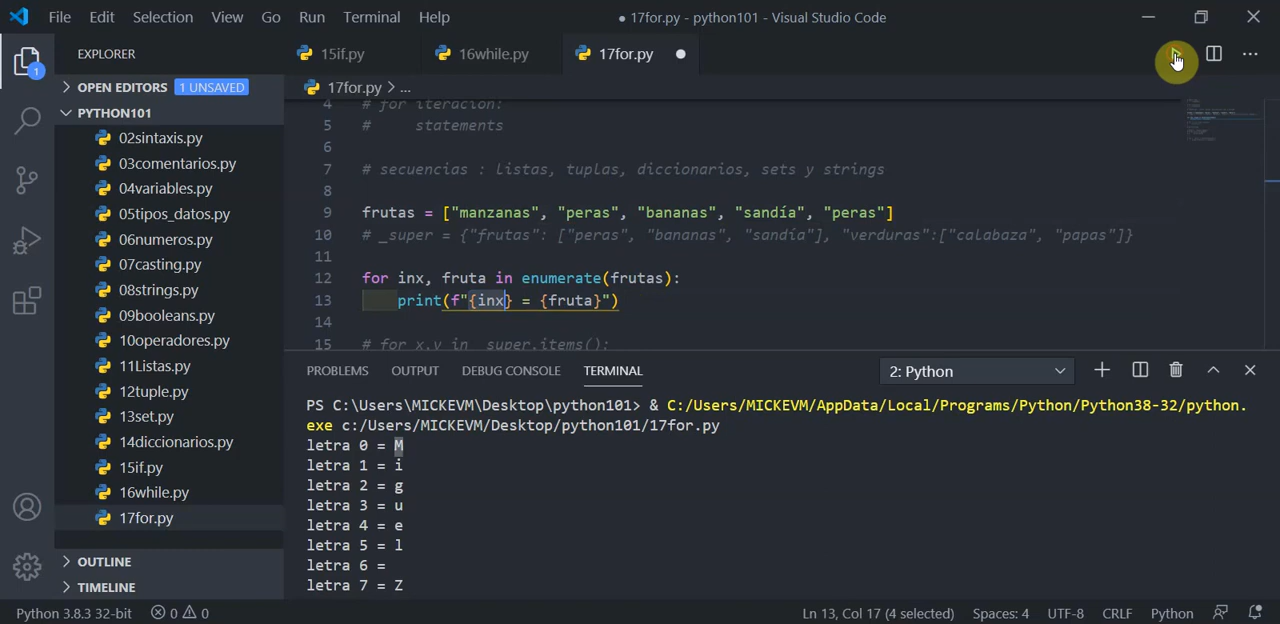 File Edit Selection View Go Run Terminal Help
● 17for.py - python101 - Visual Studio Code
EXPLORER
15if.py 16while.py 17for.py
OPEN EDITORS 1 UNSAVED
17for.py > ...
PYTHON101
02sintaxis.py
03comentarios.py
04variables.py
05tipos_datos.py
06numeros.py
07casting.py
08strings.py
09booleans.py
10operadores.py
11Listas.py
12tuple.py
13set.py
14diccionarios.py
15if.py
16while.py
17for.py
OUTLINE
TIMELINE
1
4 # for iteracion:
5 # statements
6
7 # secuencias : listas, tuplas, diccionarios, sets y strings
8
9 frutas = ["manzanas", "peras", "bananas", "sandía", "peras"]
10 # _super = {"frutas": ["peras", "bananas", "sandía"], "verduras":["calabaza", "papas"]}
11
12 for inx, fruta in enumerate(frutas):
13 print(f"{inx} = {fruta}")
14
15 # for x,v in _super.items():
PROBLEMS OUTPUT DEBUG CONSOLE TERMINAL 2: Python
PS C:\Users\MICKEVM\Desktop\python101> & C:/Users/MICKEVM/AppData/Local/Programs/Python/Python38-32/python.
exe c:/Users/MICKEVM/Desktop/python101/17for.py
letra 0 = M
letra 1 = i
letra 2 = g
letra 3 = u
letra 4 = e
letra 5 = l
letra 6 =
letra 7 = Z
Python 3.8.3 32-bit 0 0 Ln 13, Col 17 (4 selected) Spaces: 4 UTF-8 CRLF Python